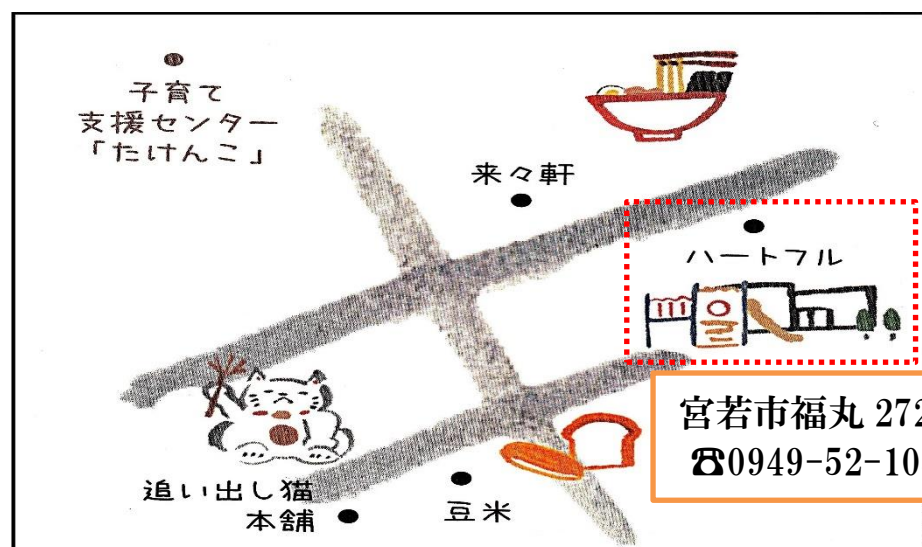 子育て
支援センター
「たけんこ」
来々軒
ハートフル
宮若市福丸 272
☎0949-52-10
追い出し猫
本舗
豆米